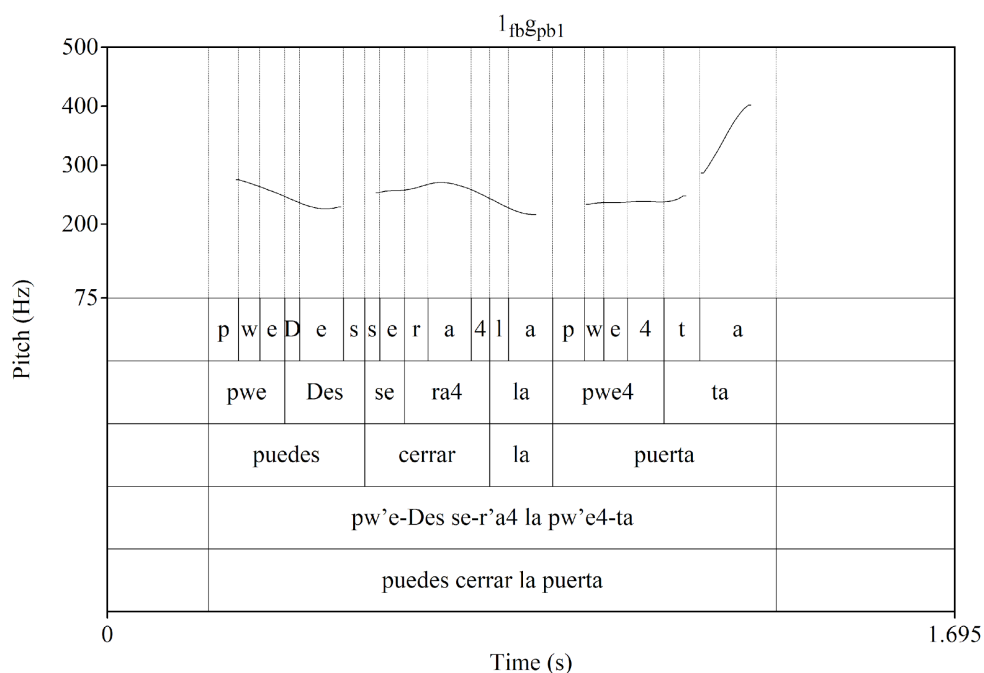 1fbgpb1
500
400
300
200
75
Pitch (Hz)
p w e D e s s e r a 4 l a p w e 4 t a
pwe Des se ra4 la pwe4 ta
puedes cerrar la puerta
pw'e-Des se-r'a4 la pw'e4-ta
puedes cerrar la puerta
0 1.695
Time (s)